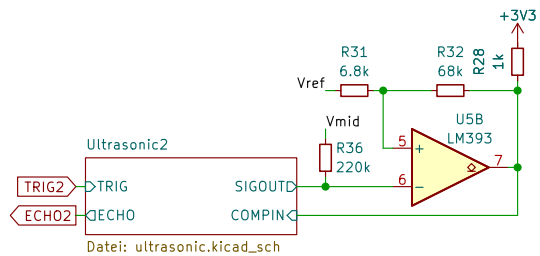 +3V3
R31
6.8k
R32
68k
R28
1k
Vref
Vmid
U5B
LM393
Ultrasonic2
R36
220k
5
+
7
6
−
TRIG2
TRIG
SIGOUT
ECHO2
ECHO
COMPIN
Datei: ultrasonic.kicad_sch